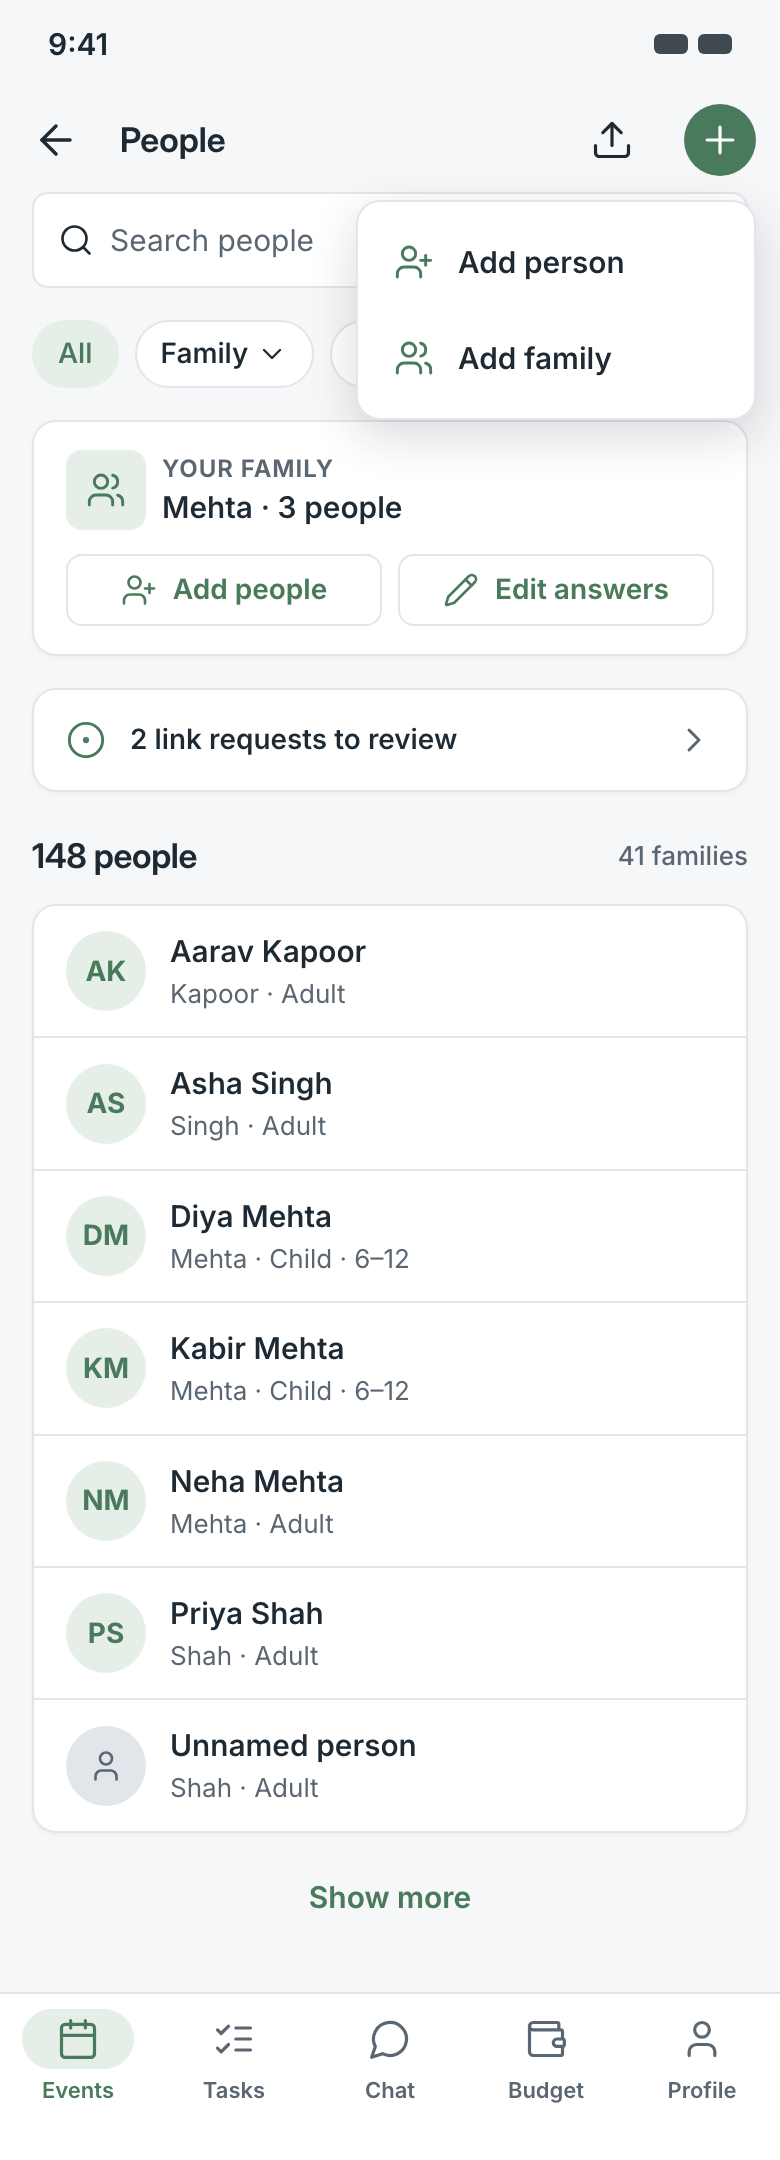 9:41
People
Search people
Add person
Add family
All
Family
YOUR FAMILY
Mehta · 3 people
Add people
Edit answers
2 link requests to review
148 people
41 families
AK
Aarav Kapoor
Kapoor · Adult
AS
Asha Singh
Singh · Adult
DM
Diya Mehta
Mehta · Child · 6–12
KM
Kabir Mehta
Mehta · Child · 6–12
NM
Neha Mehta
Mehta · Adult
PS
Priya Shah
Shah · Adult
Unnamed person
Shah · Adult
Show more
Events
Tasks
Chat
Budget
Profile